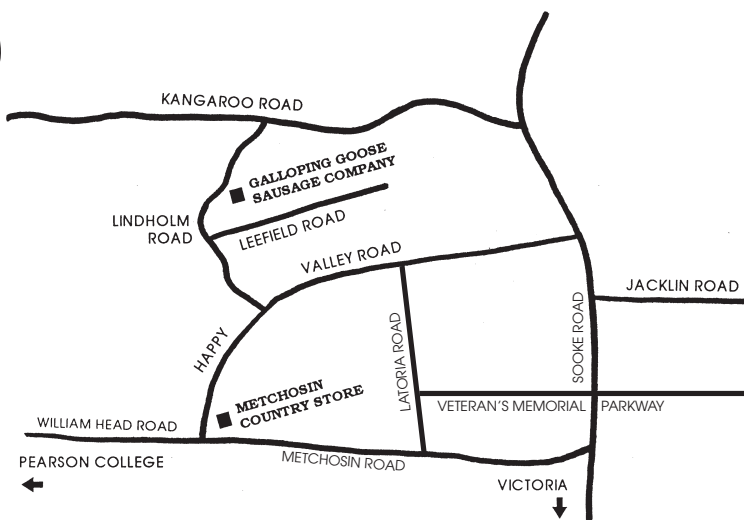 KANGAROO ROAD
GALLOPING GOOSE
SAUSAGE COMPANY
LINDHOLM
ROAD
LEEFIELD ROAD
HAPPY
VALLEY ROAD
JACKLIN ROAD
SOOKE ROAD
LATORIA ROAD
METCHOSIN
COUNTRY STORE
VETERAN'S MEMORIAL PARKWAY
WILLIAM HEAD ROAD
METCHOSIN ROAD
PEARSON COLLEGE
VICTORIA